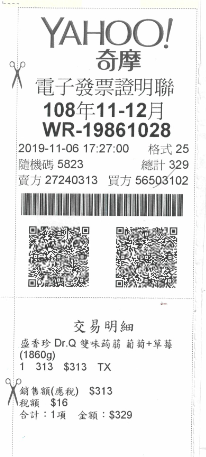 YAHOO!
奇摩
電子發票證明聯
108年11-12月
WR-19861028
2019-11-06 17:27:00 格式 25
隨機碼 5823 總計 329
賣方 27240313 買方 56503102
交易明細
盛香珍 Dr.Q 雙味蒟蒻 葡萄+草莓
(1860g)
1 313 $313 TX
銷售額(應稅) $313
稅額 $16
合計：1項 金額：$329